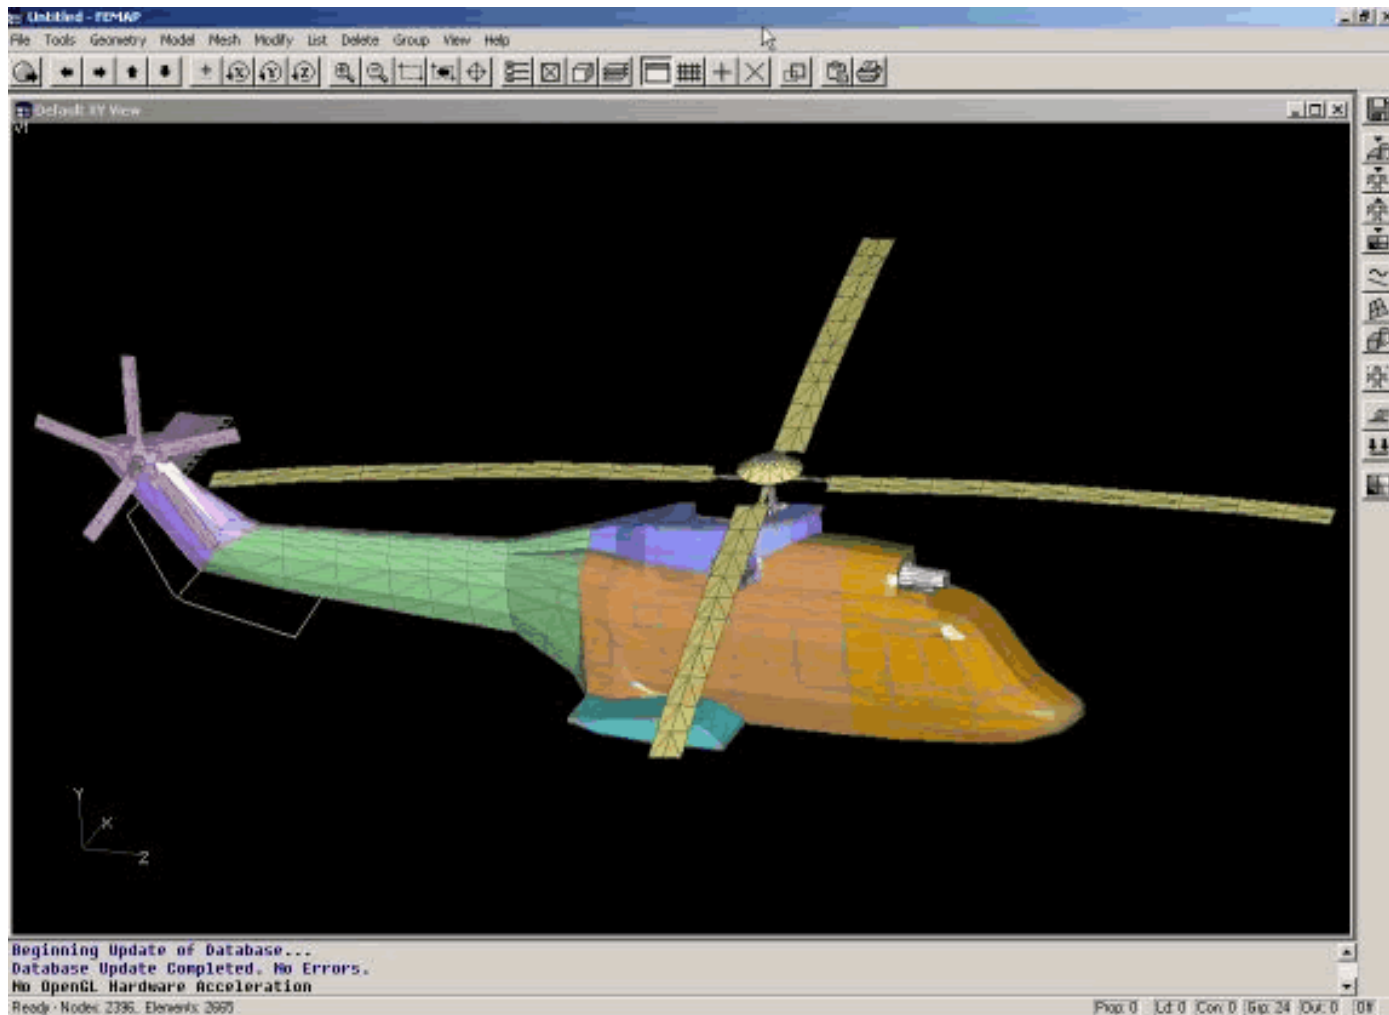 Untitled - FEMAP
File Tools Geometry Model Mesh Modify List Delete Group View Help
Default XY View
V1
Y
X
Z
Beginning Update of Database...
Database Update Completed. No Errors.
No OpenGL Hardware Acceleration
Ready - Nodes: 2396, Elements: 2665 Prop: 0 Ld: 0 Con: 0 Grp: 24 Out: 0 Off